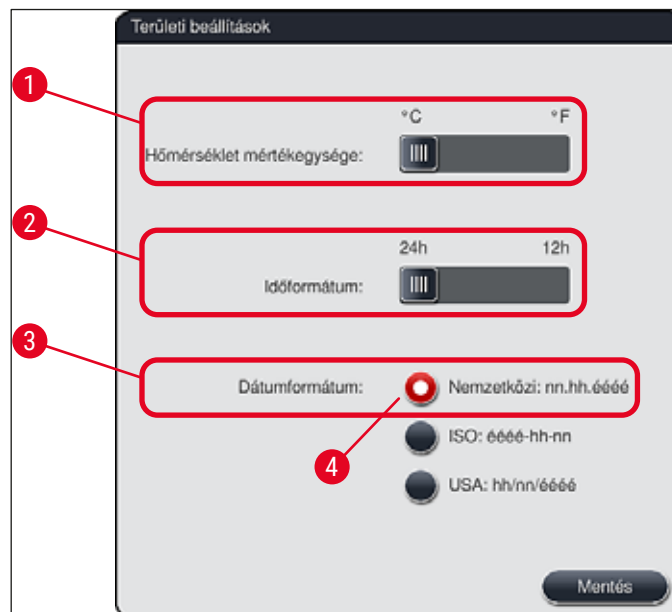 Területi beállítások
1
°C °F
Hőmérséklet mértékegysége:
2
24h 12h
Időformátum:
3
Dátumformátum: Nemzetközi: nn.hh.éééé
4
ISO: éééé-hh-nn
USA: hh/nn/éééé
Mentés